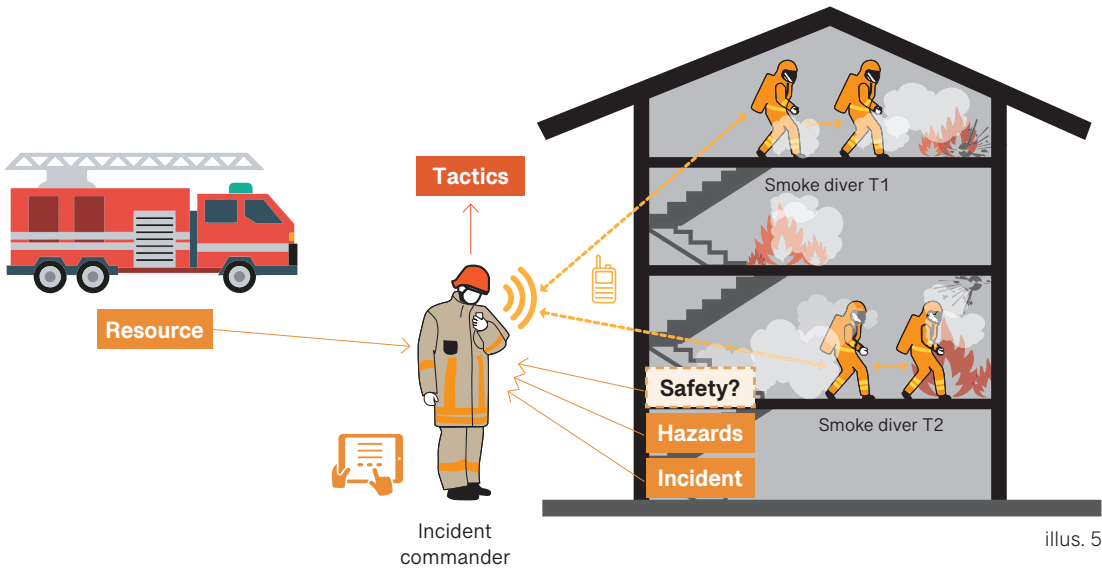 Tactics
Smoke diver T1
Resource
Safety?
Hazards
Smoke diver T2
Incident
Incident
commander
illus. 5